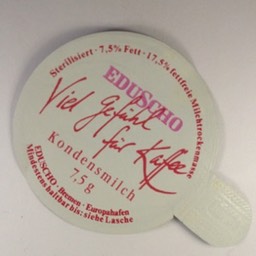 Sterilisiert · 7,5% Fett · 17,5% fettfreie Milchtrockenmasse
EDUSCHO
Viel Gefühl
für Kaffee
Kondensmilch
7,5 g
EDUSCHO · Bremen · Europahafen
Mindestens haltbar bis: siehe Lasche